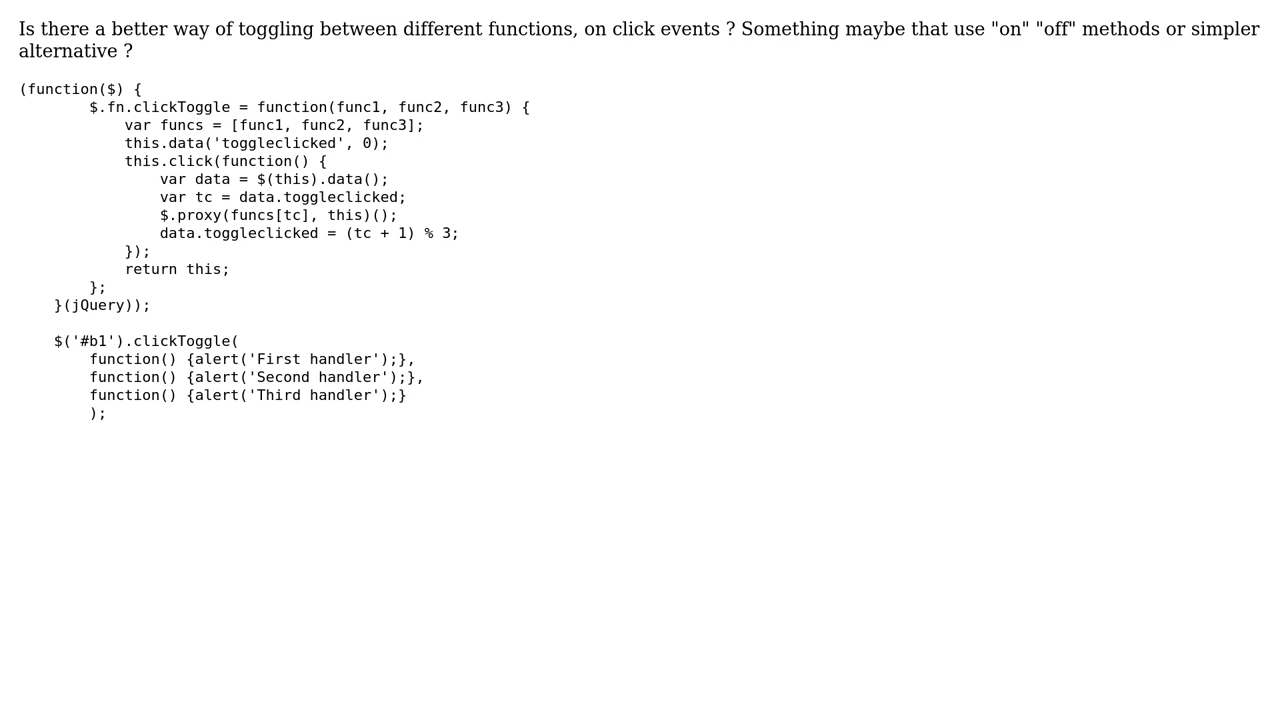 Is there a better way of toggling between different functions, on click events ? Something maybe that use "on" "off" methods or simpler
alternative ?
(function($) {
        $.fn.clickToggle = function(func1, func2, func3) {
            var funcs = [func1, func2, func3];
            this.data('toggleclicked', 0);
            this.click(function() {
                var data = $(this).data();
                var tc = data.toggleclicked;
                $.proxy(funcs[tc], this)();
                data.toggleclicked = (tc + 1) % 3;
            });
            return this;
        };
    }(jQuery));

    $('#b1').clickToggle(
        function() {alert('First handler');},
        function() {alert('Second handler');},
        function() {alert('Third handler');}
        );